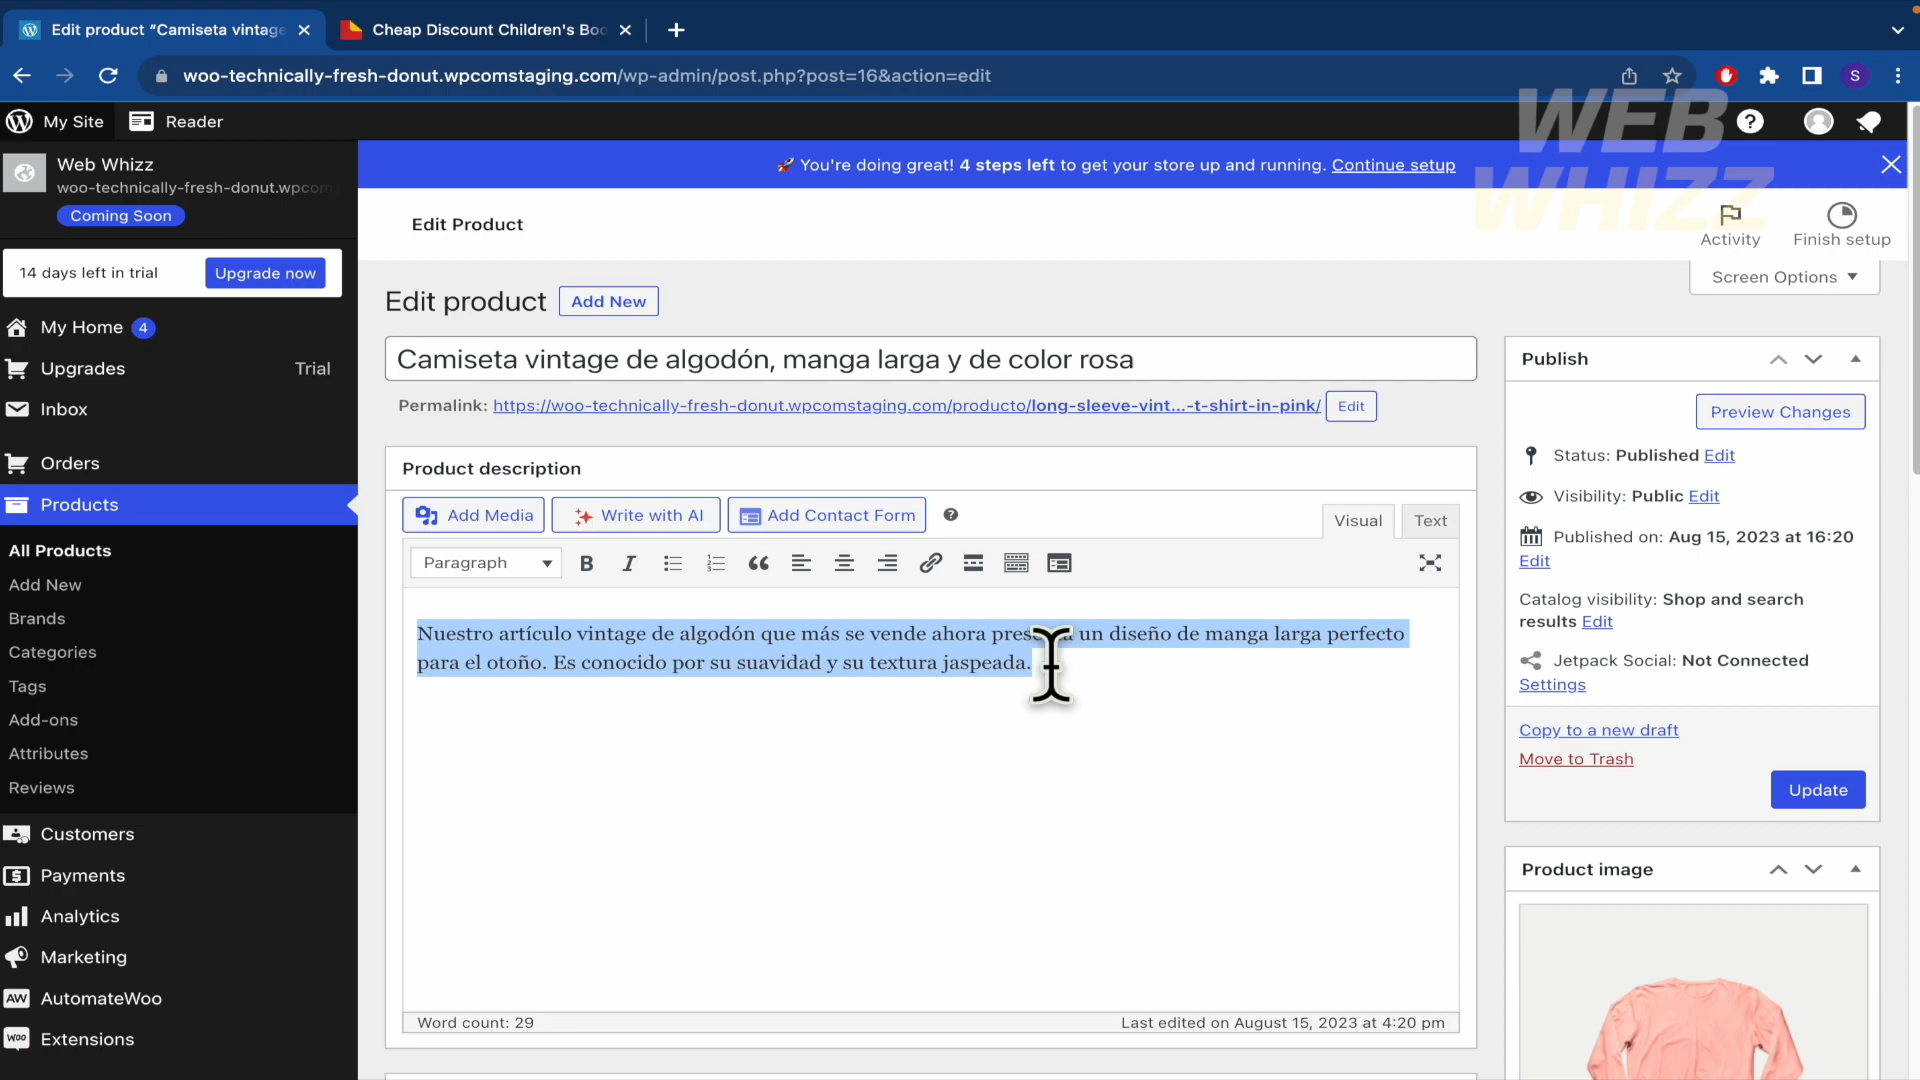 Edit product “Camiseta vintage
Cheap Discount Children's Boo
woo-technically-fresh-donut.wpcomstaging.com/wp-admin/post.php?post=16&action=edit
S
My Site
Reader
WEB
WHIZZ
Web Whizz
woo-technically-fresh-donut.wpcom
Coming Soon
14 days left in trial
Upgrade now
My Home 4
Upgrades Trial
Inbox
Orders
Products
All Products
Add New
Brands
Categories
Tags
Add-ons
Attributes
Reviews
Customers
Payments
Analytics
Marketing
AW AutomateWoo
Woo Extensions
🚀 You're doing great! 4 steps left to get your store up and running. Continue setup
Edit Product
Activity
Finish setup
Screen Options
Edit product
Add New
Camiseta vintage de algodón, manga larga y de color rosa
Permalink: https://woo-technically-fresh-donut.wpcomstaging.com/producto/long-sleeve-vint...-t-shirt-in-pink/ Edit
Product description
Add Media
Write with AI
Add Contact Form
Visual
Text
Paragraph
Nuestro artículo vintage de algodón que más se vende ahora un diseño de manga larga perfecto
para el otoño. Es conocido por su suavidad y su textura jaspeada.
Word count: 29
Last edited on August 15, 2023 at 4:20 pm
Publish
Preview Changes
Status: Published Edit
Visibility: Public Edit
Published on: Aug 15, 2023 at 16:20
Edit
Catalog visibility: Shop and search
results Edit
Jetpack Social: Not Connected
Settings
Copy to a new draft
Move to Trash
Update
Product image